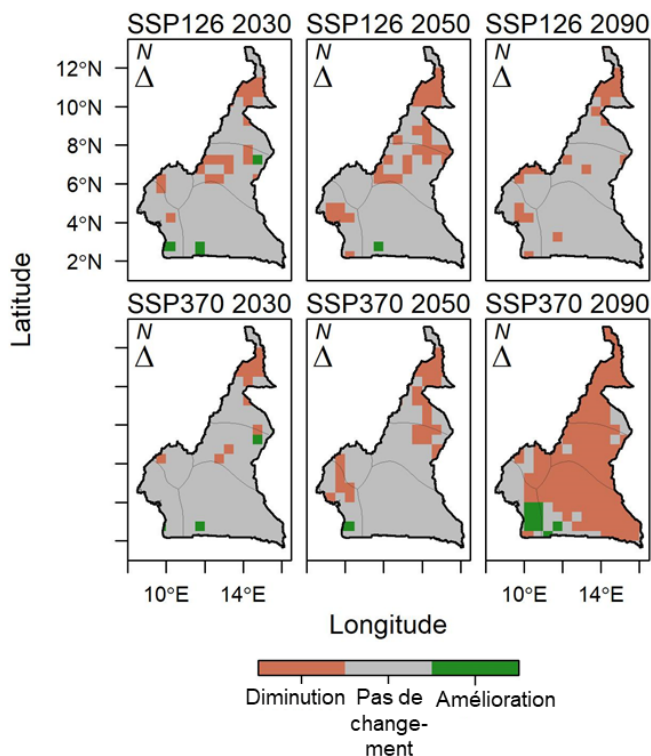 SSP126 2030
SSP126 2050
SSP126 2090
N
Δ
N
Δ
N
Δ
12°N
10°N
8°N
6°N
4°N
2°N
Latitude
SSP370 2030
SSP370 2050
SSP370 2090
N
Δ
N
Δ
N
Δ
10°E 14°E
10°E 14°E
Longitude
Diminution
Pas de
change-
ment
Amélioration